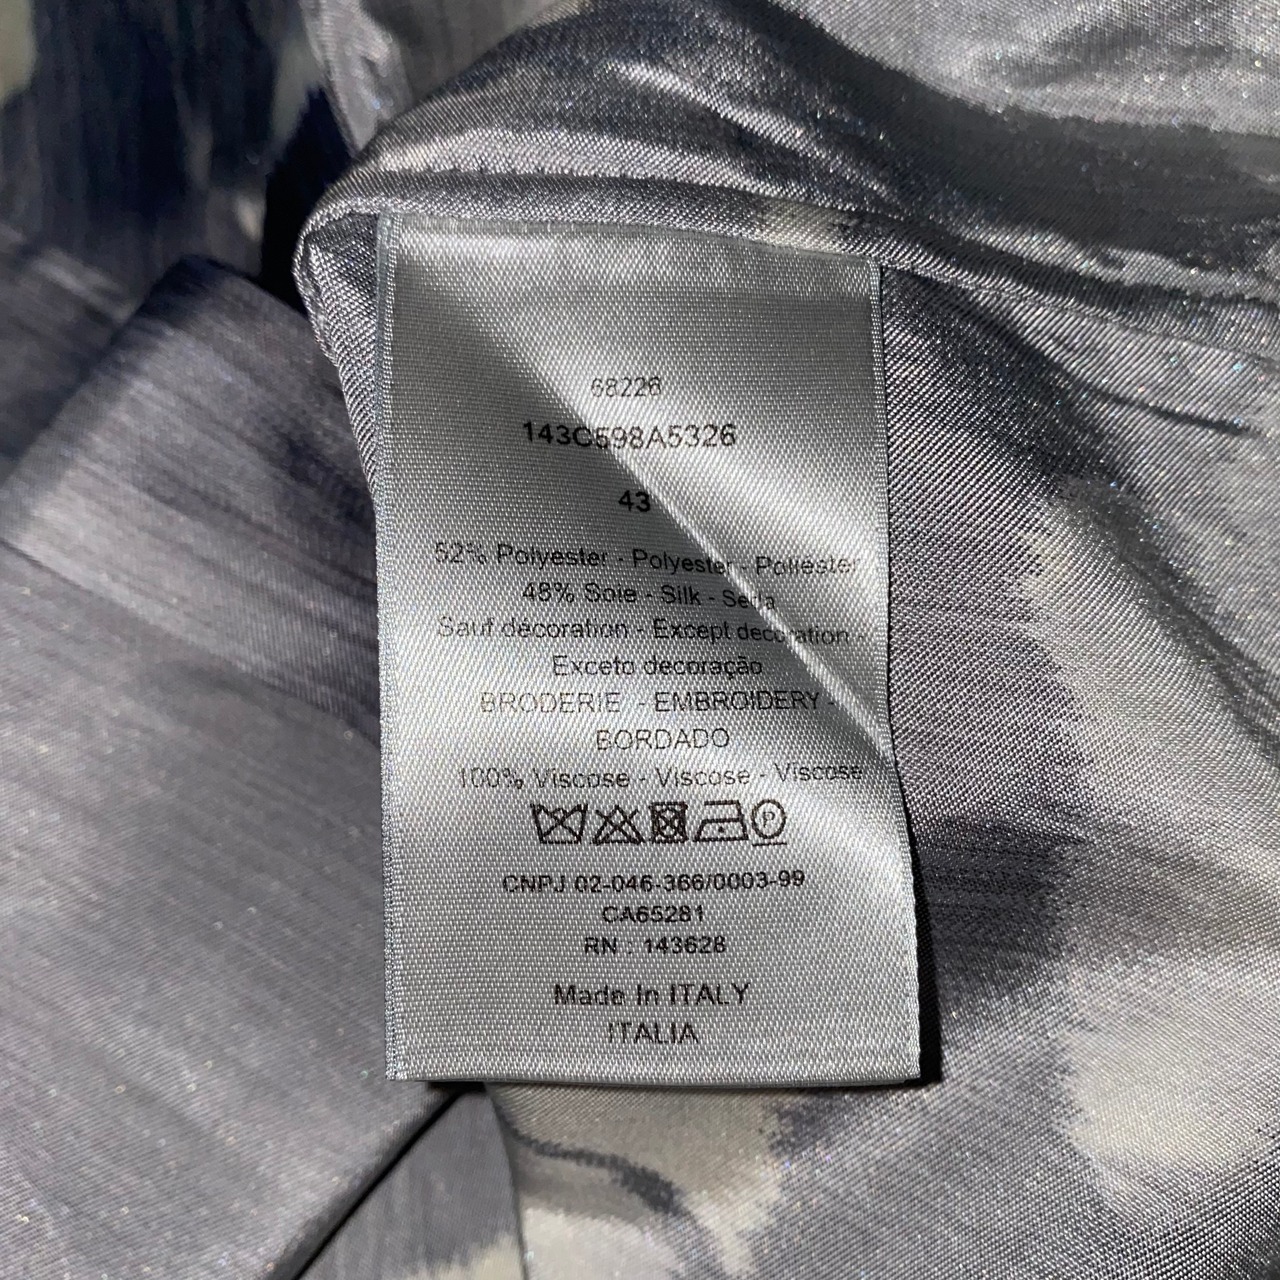 68226
143C598A5326
43
52% Polyester - Polyester - Poliéster
48% Soie - Silk - Seda
Sauf décoration - Except decoration -
Exceto decoração
BRODERIE - EMBROIDERY -
BORDADO
100% Viscose - Viscose - Viscose
P
CNPJ 02-046-366/0003-99
CA65281
RN : 143628
Made In ITALY
ITALIA